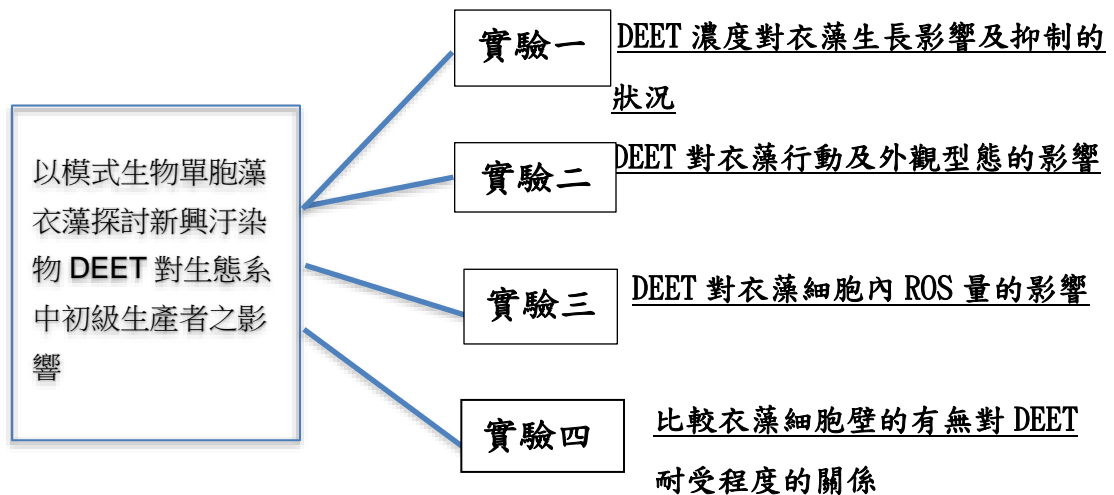 以模式生物單胞藻
衣藻探討新興汙染
物 DEET 對生態系
中初級生產者之影
響
實驗一
DEET 濃度對衣藻生長影響及抑制的
狀況
實驗二
DEET 對衣藻行動及外觀型態的影響
實驗三
DEET 對衣藻細胞內 ROS 量的影響
實驗四
比較衣藻細胞壁的有無對 DEET
耐受程度的關係